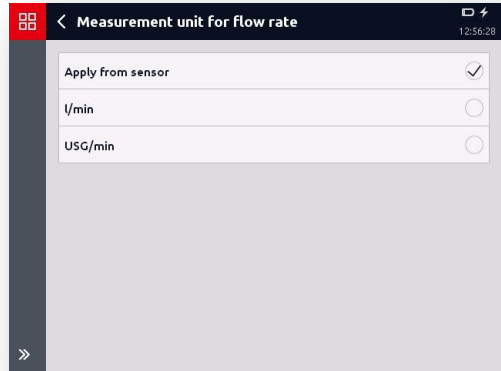 Measurement unit for flow rate
12:56:28
Apply from sensor
l/min
USG/min